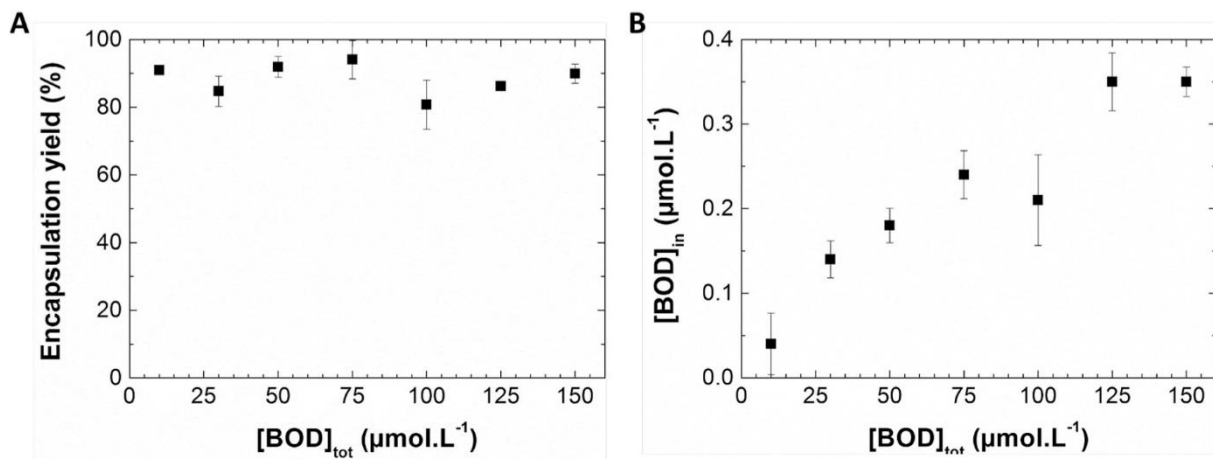 A
B
Encapsulation yield (%)
100
80
60
40
20
0
0 25 50 75 100 125 150
[BOD]tot (µmol.L-1)
[BOD]in (µmol.L-1)
0.4
0.3
0.2
0.1
0.0
0 25 50 75 100 125 150
[BOD]tot (µmol.L-1)